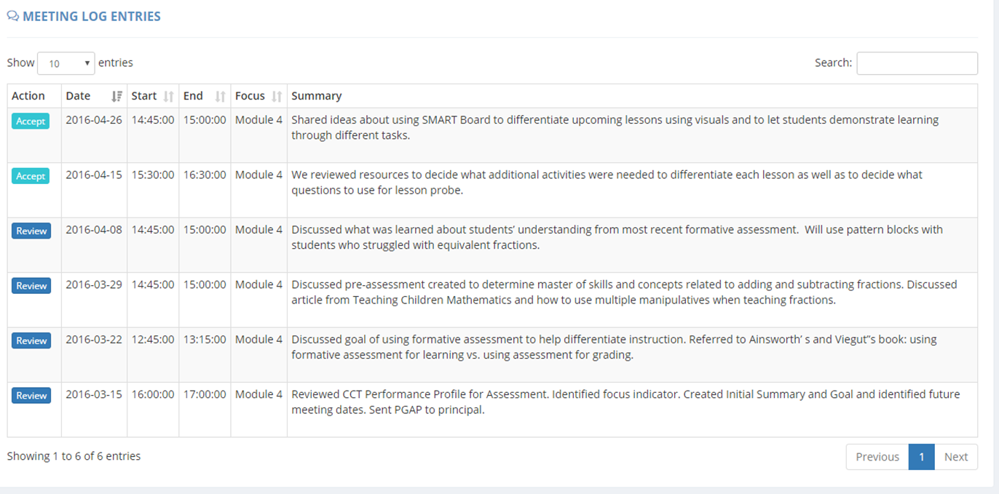 MEETING LOG ENTRIES
Show 10 entries Search:
Action Date Start End Focus Summary
Accept 2016-04-26 14:45:00 15:00:00 Module 4 Shared ideas about using SMART Board to differentiate upcoming lessons using visuals and to let students demonstrate learning
through different tasks.
Accept 2016-04-15 15:30:00 16:30:00 Module 4 We reviewed resources to decide what additional activities were needed to differentiate each lesson as well as to decide what
questions to use for lesson probe.
Review 2016-04-08 14:45:00 15:00:00 Module 4 Discussed what was learned about students’ understanding from most recent formative assessment.  Will use pattern blocks with
students who struggled with equivalent fractions.
Review 2016-03-29 14:45:00 15:00:00 Module 4 Discussed pre-assessment created to determine master of skills and concepts related to adding and subtracting fractions. Discussed
article from Teaching Children Mathematics and how to use multiple manipulatives when teaching fractions.
Review 2016-03-22 12:45:00 13:15:00 Module 4 Discussed goal of using formative assessment to help differentiate instruction. Referred to Ainsworth’ s and Viegut”s book: using
formative assessment for learning vs. using assessment for grading.
Review 2016-03-15 16:00:00 17:00:00 Module 4 Reviewed CCT Performance Profile for Assessment. Identified focus indicator. Created Initial Summary and Goal and identified future
meeting dates. Sent PGAP to principal.
Showing 1 to 6 of 6 entries Previous 1 Next